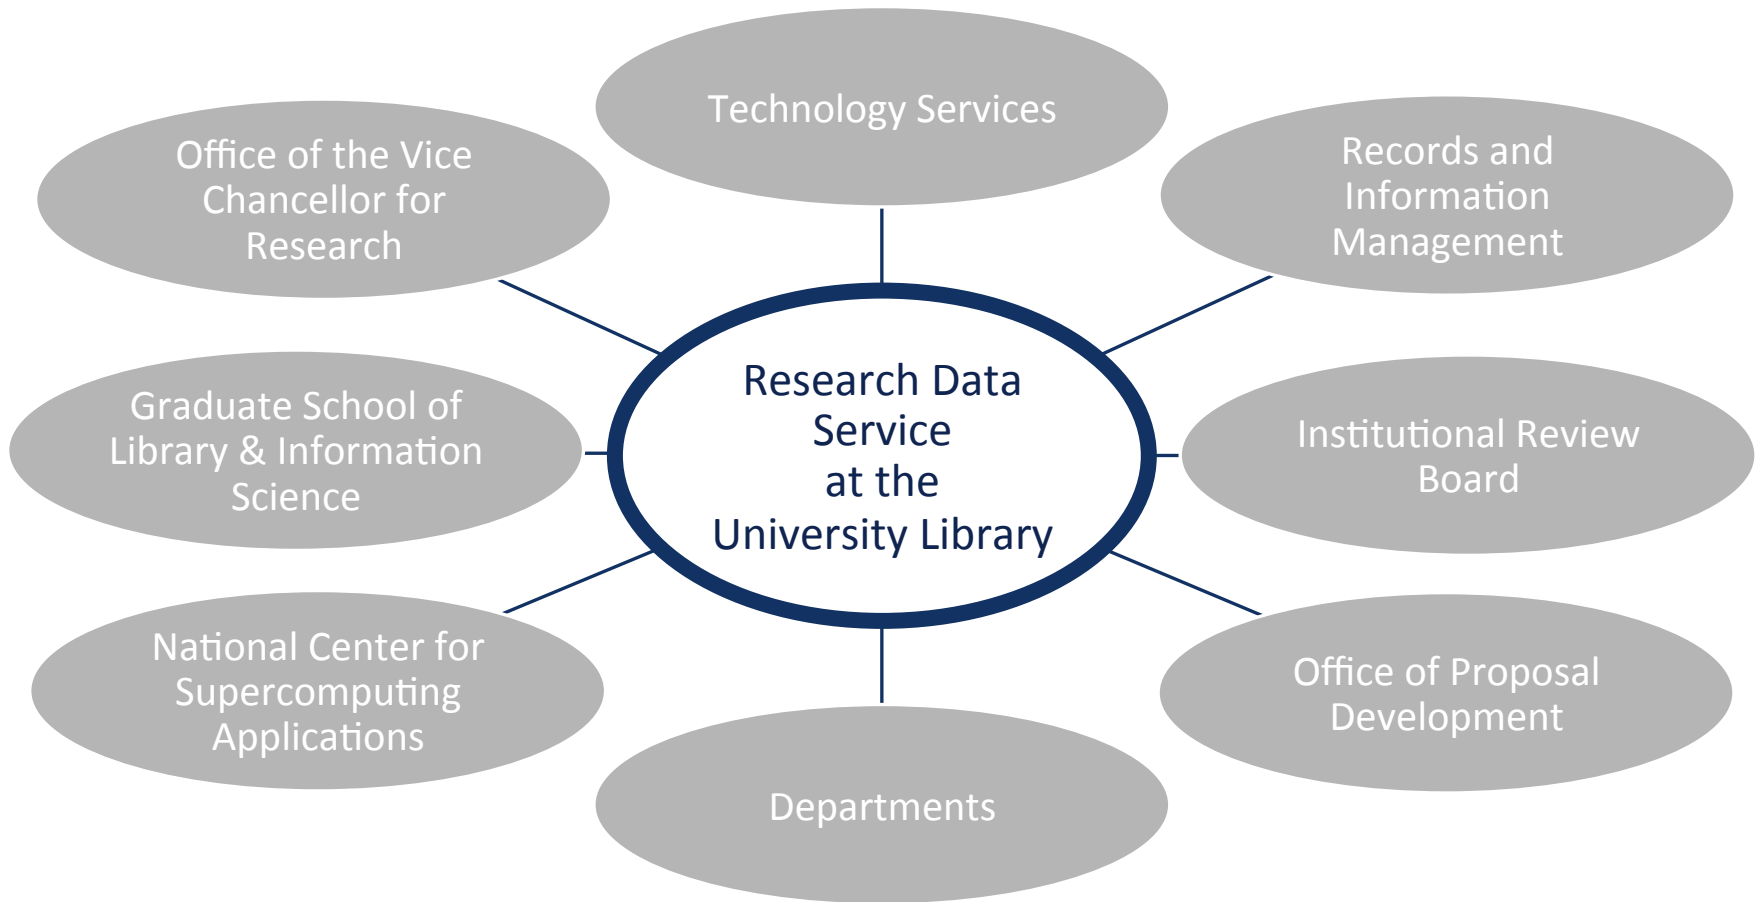 Technology Services
Office of the Vice
Chancellor for
Research
Records and
Information
Management
Research Data
Service
at the
University Library
Graduate School of
Library & Information
Science
Institutional Review
Board
National Center for
Supercomputing
Applications
Office of Proposal
Development
Departments